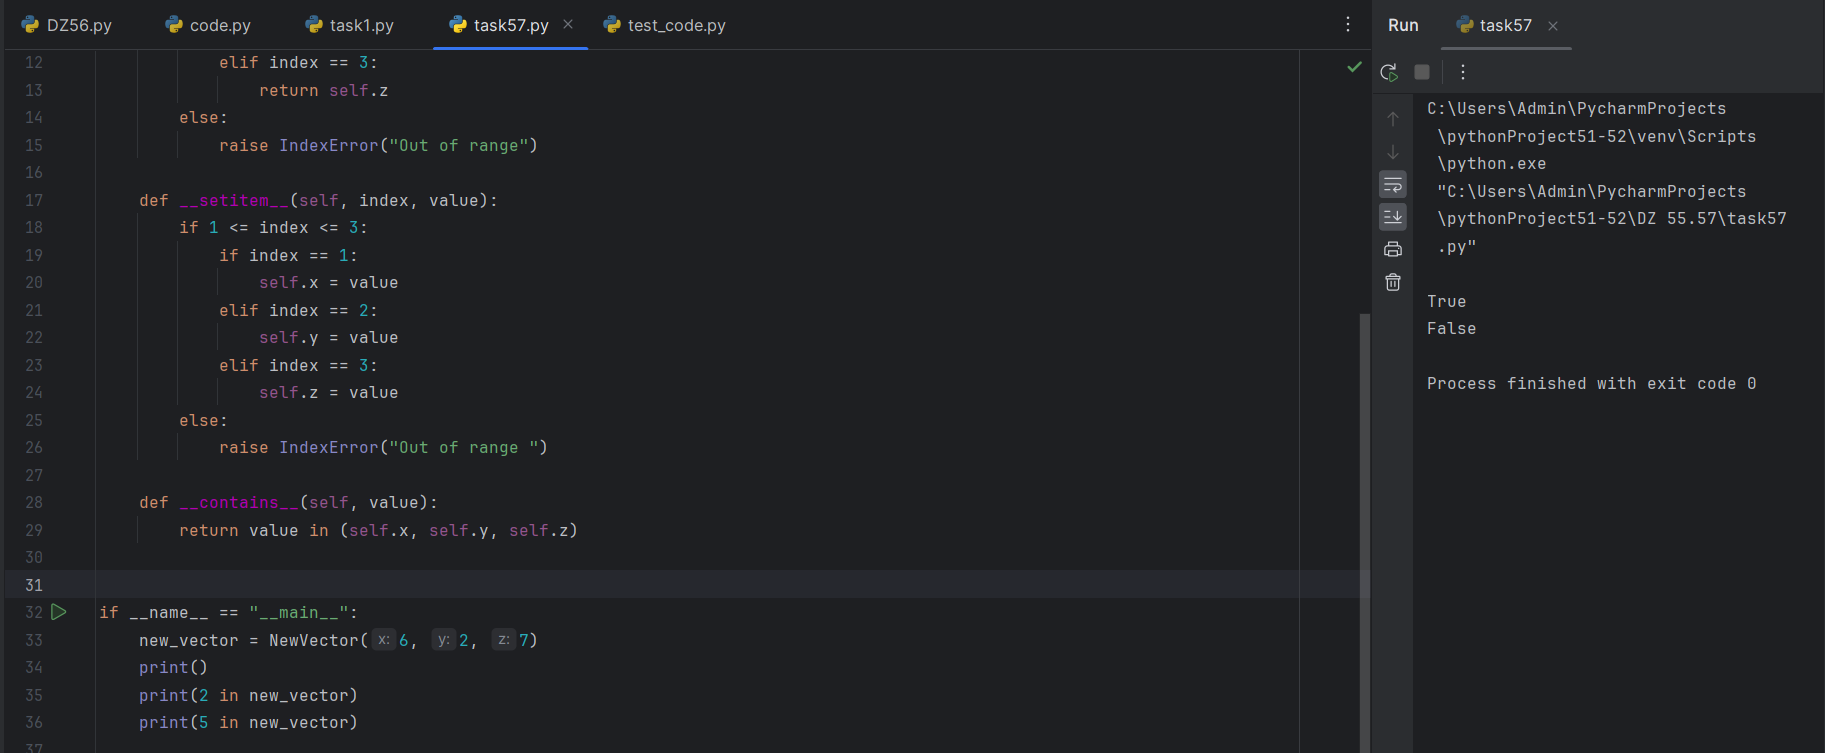 DZ56.py code.py task1.py task57.py test_code.py
12 elif index == 3:
13 return self.z
14 else:
15 raise IndexError("Out of range")
16
17 def __setitem__(self, index, value):
18 if 1 <= index <= 3:
19 if index == 1:
20 self.x = value
21 elif index == 2:
22 self.y = value
23 elif index == 3:
24 self.z = value
25 else:
26 raise IndexError("Out of range ")
27
28 def __contains__(self, value):
29 return value in (self.x, self.y, self.z)
30
31
32 if __name__ == "__main__":
33 new_vector = NewVector(x: 6, y: 2, z: 7)
34 print()
35 print(2 in new_vector)
36 print(5 in new_vector)
37
Run task57
C:\Users\Admin\PycharmProjects
\pythonProject51-52\venv\Scripts
\python.exe
"C:\Users\Admin\PycharmProjects
\pythonProject51-52\DZ 55.57\task57
.py"
True
False
Process finished with exit code 0